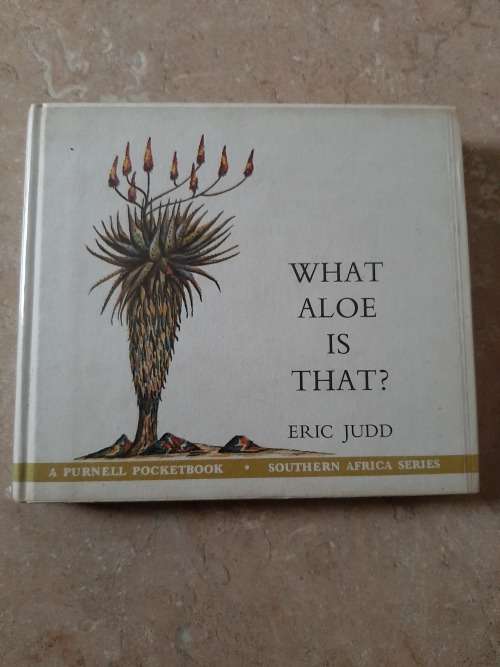 WHAT
ALOE
IS
THAT?
ERIC JUDD
A PURNELL POCKETBOOK • SOUTHERN AFRICA SERIES